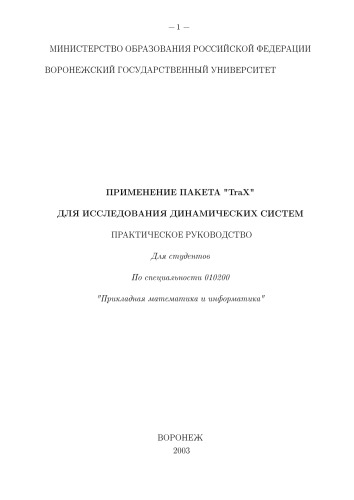 – 1 –
МИНИСТЕРСТВО ОБРАЗОВАНИЯ РОССИЙСКОЙ ФЕДЕРАЦИИ
ВОРОНЕЖСКИЙ ГОСУДАРСТВЕННЫЙ УНИВЕРСИТЕТ
ПРИМЕНЕНИЕ ПАКЕТА "TraX"
ДЛЯ ИССЛЕДОВАНИЯ ДИНАМИЧЕСКИХ СИСТЕМ
ПРАКТИЧЕСКОЕ РУКОВОДСТВО
Для студентов
По специальности 010200
"Прикладная математика и информатика"
ВОРОНЕЖ
2003